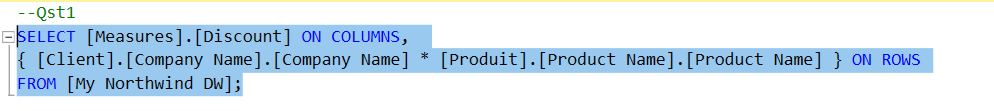 --Qst1
SELECT [Measures].[Discount] ON COLUMNS,
{ [Client].[Company Name].[Company Name] * [Produit].[Product Name].[Product Name] } ON ROWS
FROM [My Northwind DW];